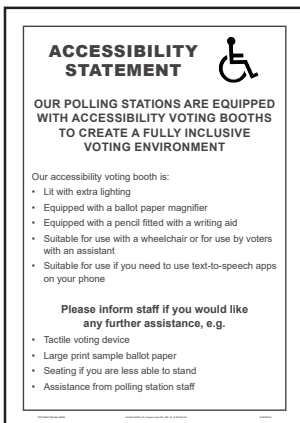 ACCESSIBILITY
STATEMENT
OUR POLLING STATIONS ARE EQUIPPED
WITH ACCESSIBILITY VOTING BOOTHS
TO CREATE A FULLY INCLUSIVE
VOTING ENVIRONMENT
Our accessibility voting booth is:
• Lit with extra lighting
• Equipped with a ballot paper magnifier
• Equipped with a pencil fitted with a writing aid
• Suitable for use with a wheelchair or for use by voters
with an assistant
• Suitable for use if you need to use text-to-speech apps
on your phone
Please inform staff if you would like
any further assistance, e.g.
• Tactile voting device
• Large print sample ballot paper
• Seating if you are less able to stand
• Assistance from polling station staff